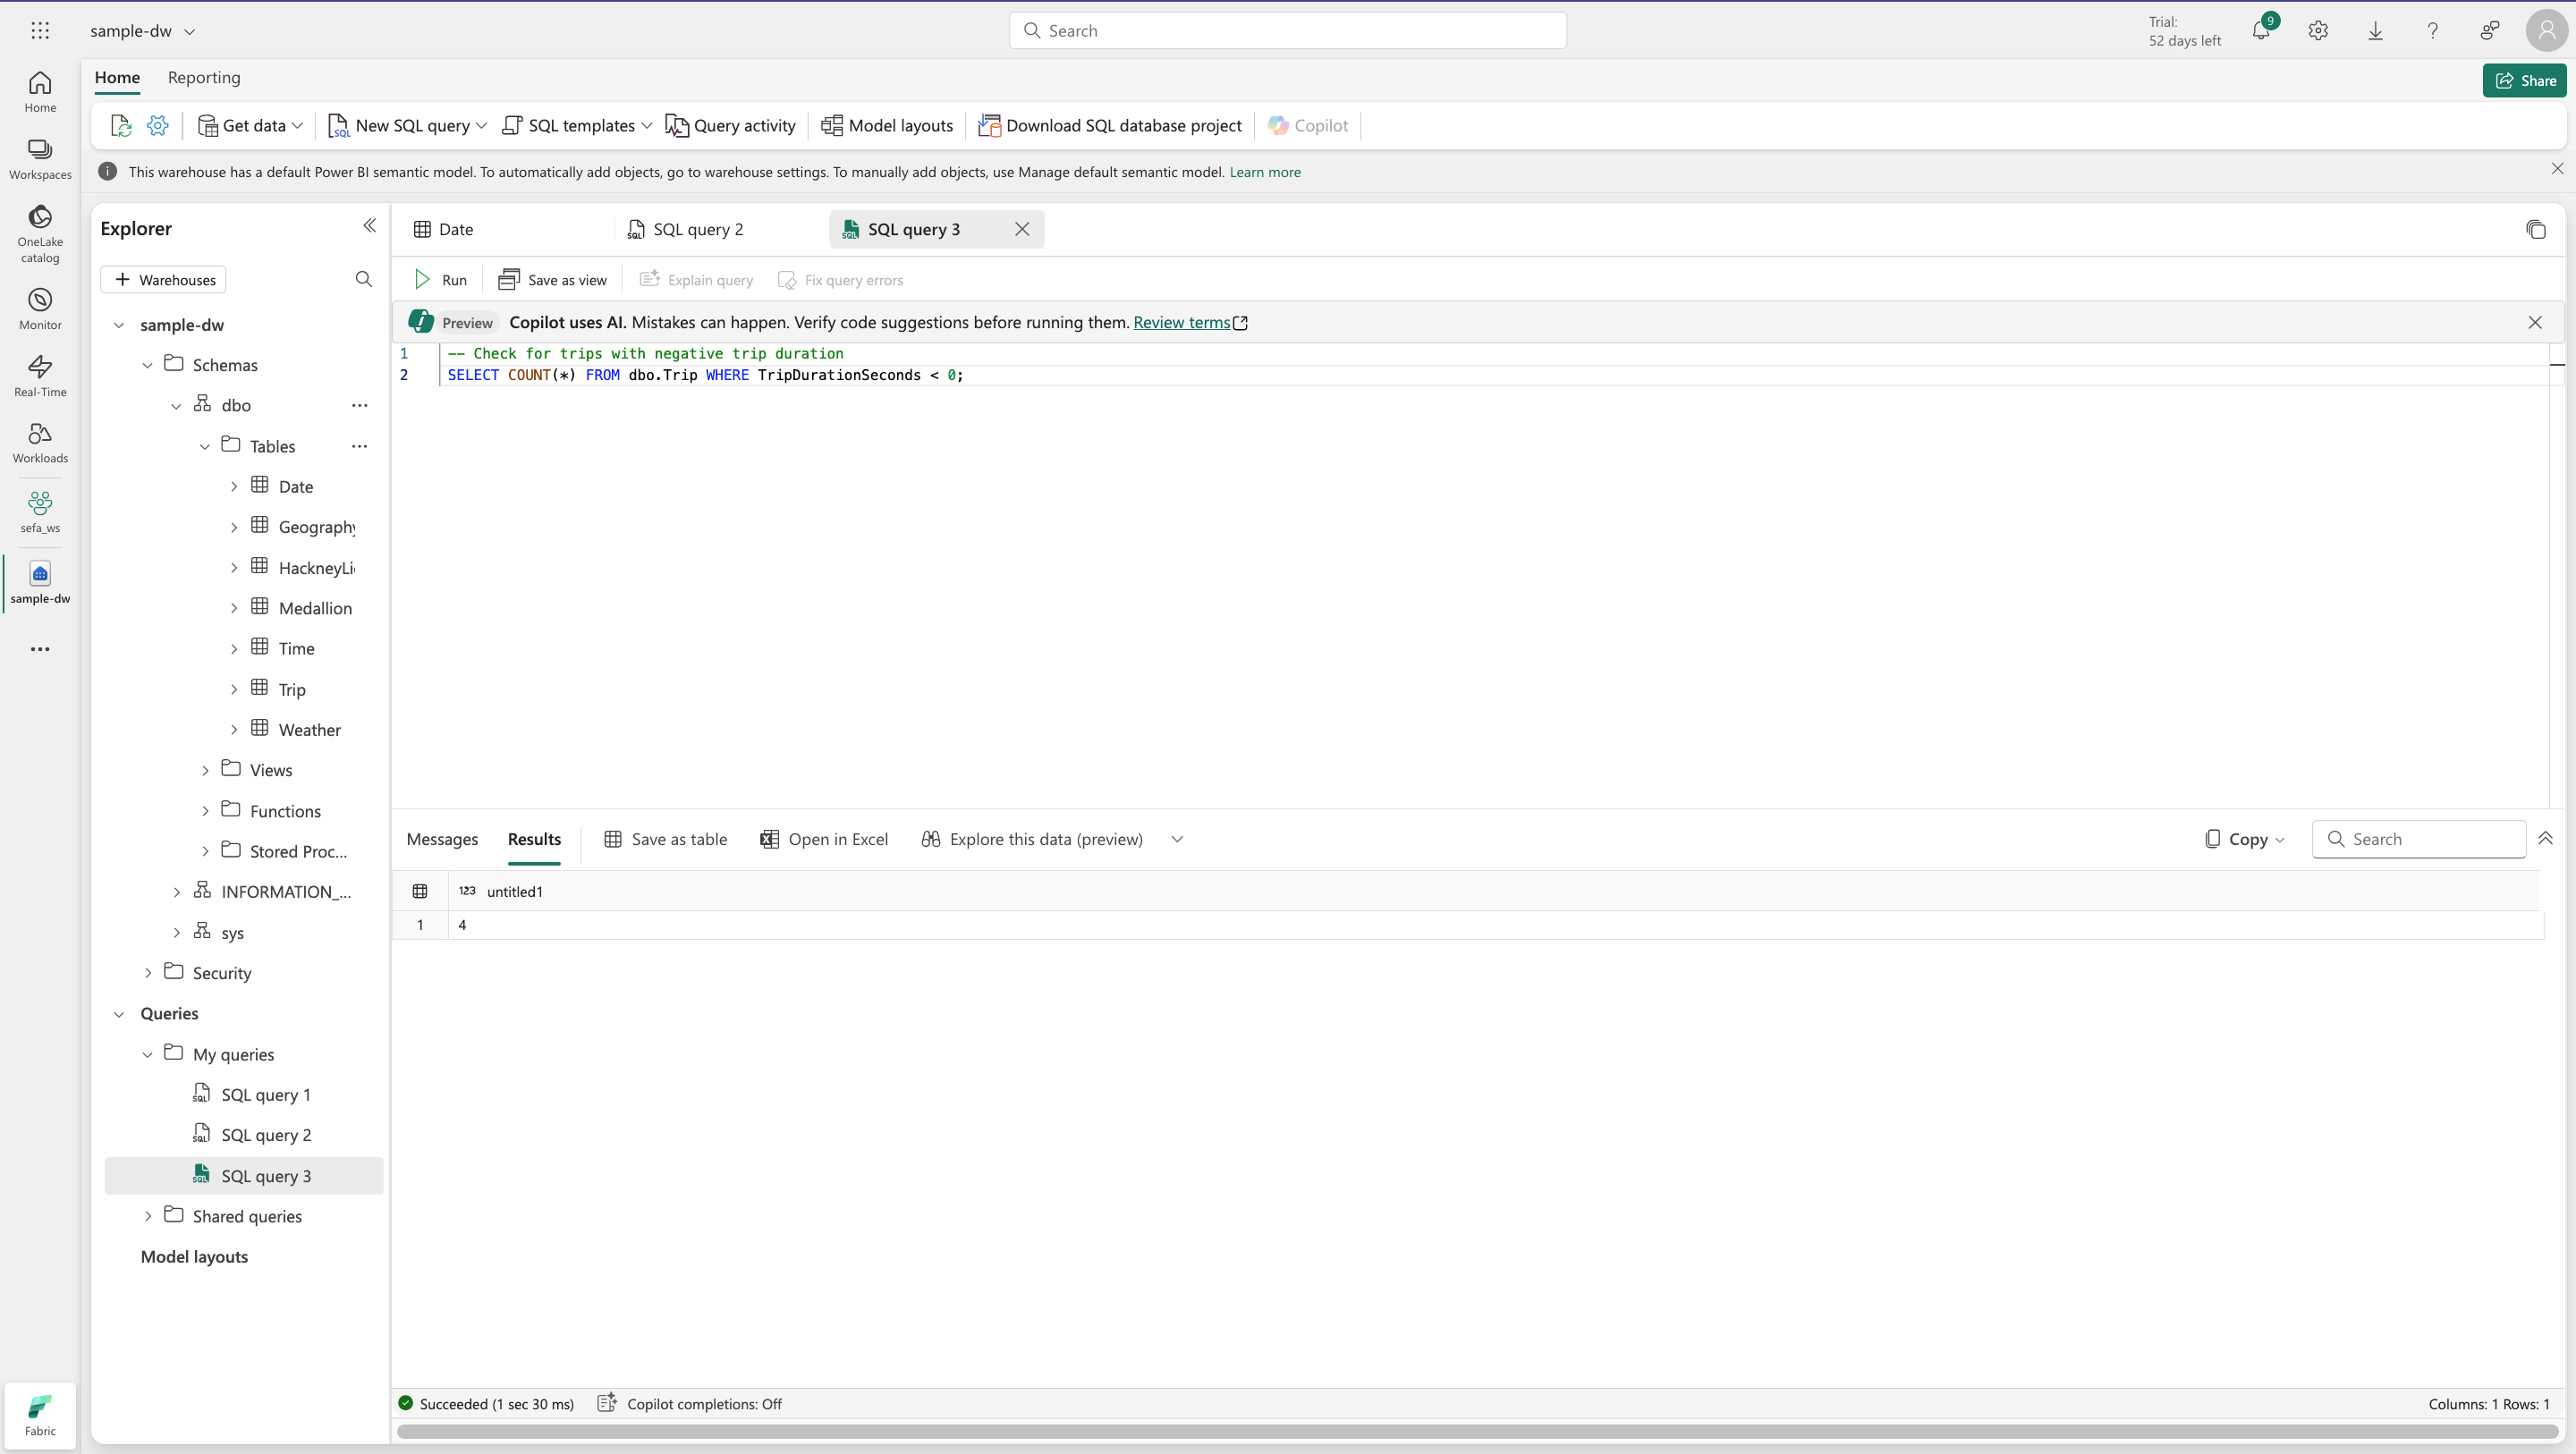 sample-dw
Search
Trial:
52 days left
9
Home
Reporting
Share
Get data
New SQL query
SQL templates
Query activity
Model layouts
Download SQL database project
Copilot
This warehouse has a default Power BI semantic model. To automatically add objects, go to warehouse settings. To manually add objects, use Manage default semantic model. Learn more
Home
Workspaces
OneLake
catalog
Monitor
Real-Time
Workloads
sefa_ws
sample-dw
Fabric
Explorer
Warehouses
sample-dw
Schemas
dbo
Tables
Date
Geography
HackneyLi
Medallion
Time
Trip
Weather
Views
Functions
Stored Proc...
INFORMATION_...
sys
Security
Queries
My queries
SQL query 1
SQL query 2
SQL query 3
Shared queries
Model layouts
Date
SQL query 2
SQL query 3
Run
Save as view
Explain query
Fix query errors
Preview Copilot uses AI. Mistakes can happen. Verify code suggestions before running them. Review terms
1 -- Check for trips with negative trip duration
2 SELECT COUNT(*) FROM dbo.Trip WHERE TripDurationSeconds < 0;
Messages
Results
Save as table
Open in Excel
Explore this data (preview)
Copy
Search
123 untitled1
1 4
Succeeded (1 sec 30 ms)
Copilot completions: Off
Columns: 1 Rows: 1